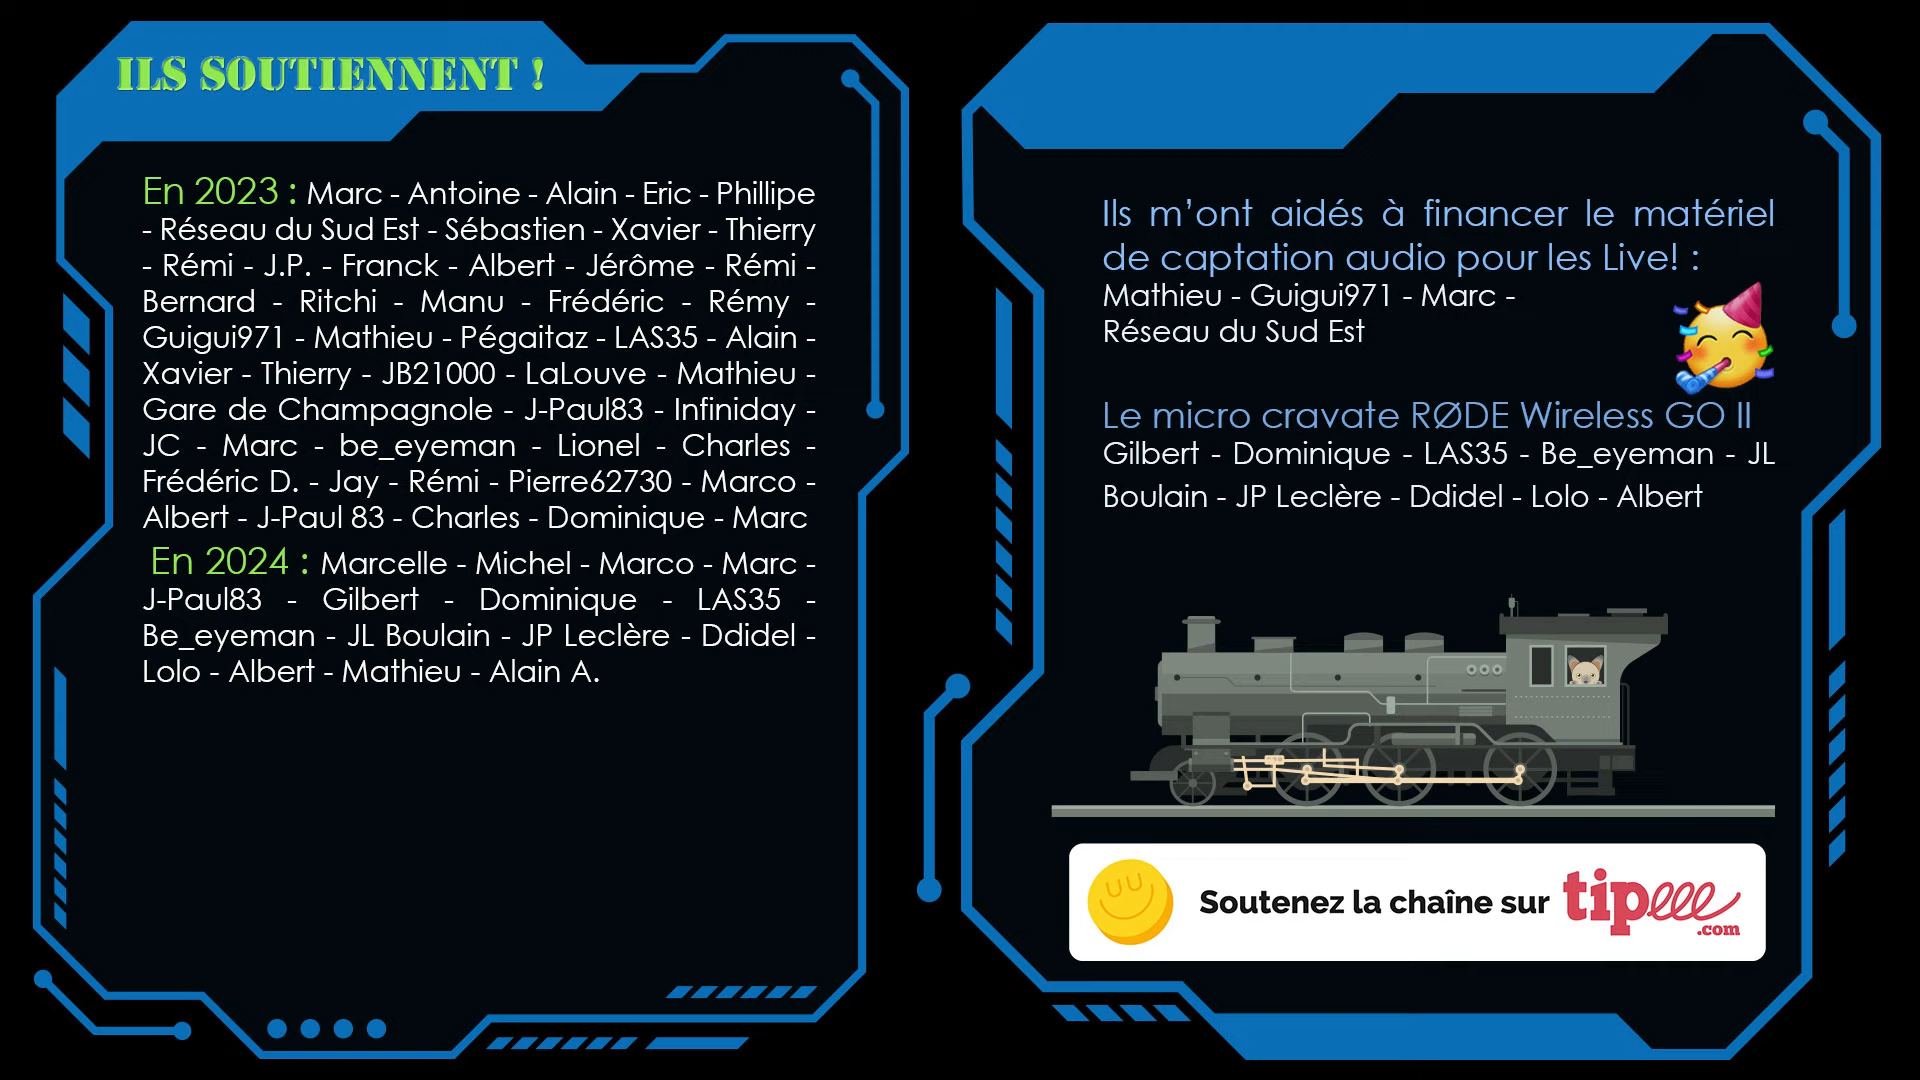 ILS SOUTIENNENT !
En 2023 : Marc - Antoine - Alain - Eric - Phillipe
- Réseau du Sud Est - Sébastien - Xavier - Thierry
- Rémi - J.P. - Franck - Albert - Jérôme - Rémi -
Bernard - Ritchi - Manu - Frédéric - Rémy -
Guigui971 - Mathieu - Pégaitaz - LAS35 - Alain -
Xavier - Thierry - JB21000 - LaLouve - Mathieu -
Gare de Champagnole - J-Paul83 - Infiniday -
JC - Marc - be_eyeman - Lionel - Charles -
Frédéric D. - Jay - Rémi - Pierre62730 - Marco -
Albert - J-Paul 83 - Charles - Dominique - Marc
En 2024 : Marcelle - Michel - Marco - Marc -
J-Paul83 - Gilbert - Dominique - LAS35 -
Be_eyeman - JL Boulain - JP Leclère - Ddidel -
Lolo - Albert - Mathieu - Alain A.
Ils m’ont aidés à financer le matériel
de captation audio pour les Live! :
Mathieu - Guigui971 - Marc -
Réseau du Sud Est
Le micro cravate RØDE Wireless GO II
Gilbert - Dominique - LAS35 - Be_eyeman - JL
Boulain - JP Leclère - Ddidel - Lolo - Albert
Soutenez la chaîne sur tipeee
.com